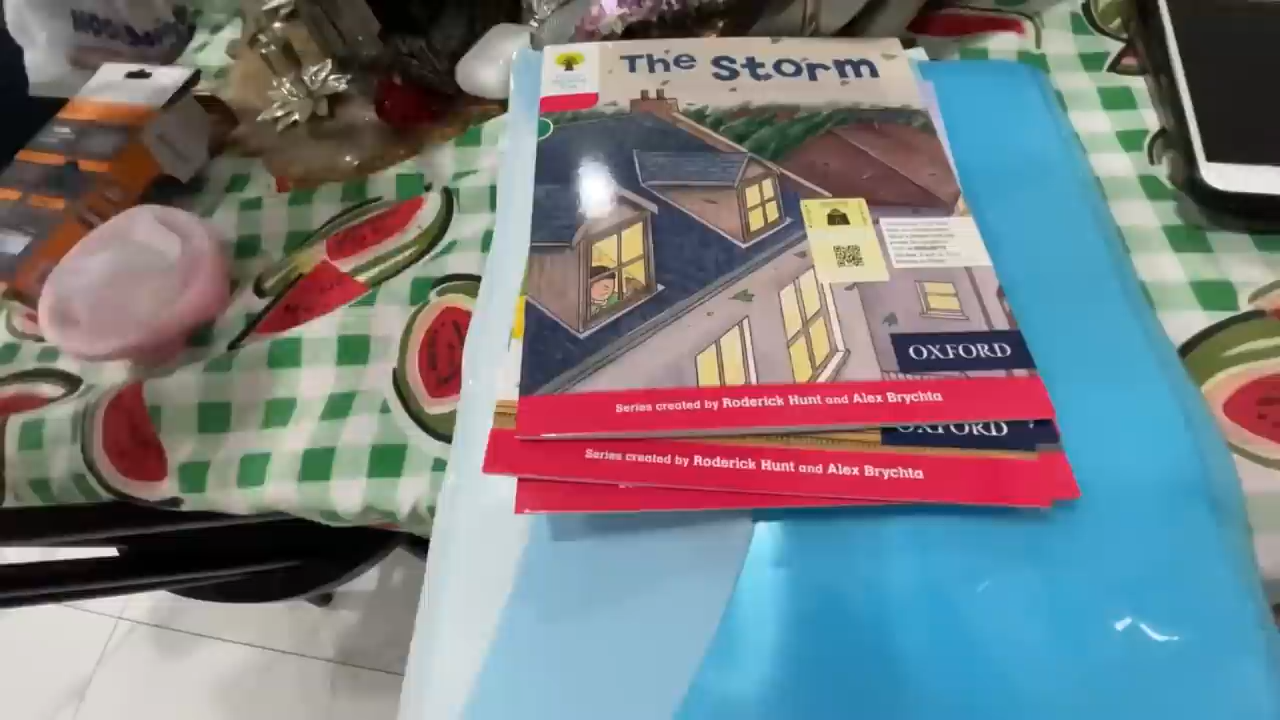 The Storm
OXFORD
Series created by Roderick Hunt and Alex Brychta
OXFORD
Series created by Roderick Hunt and Alex Brychta